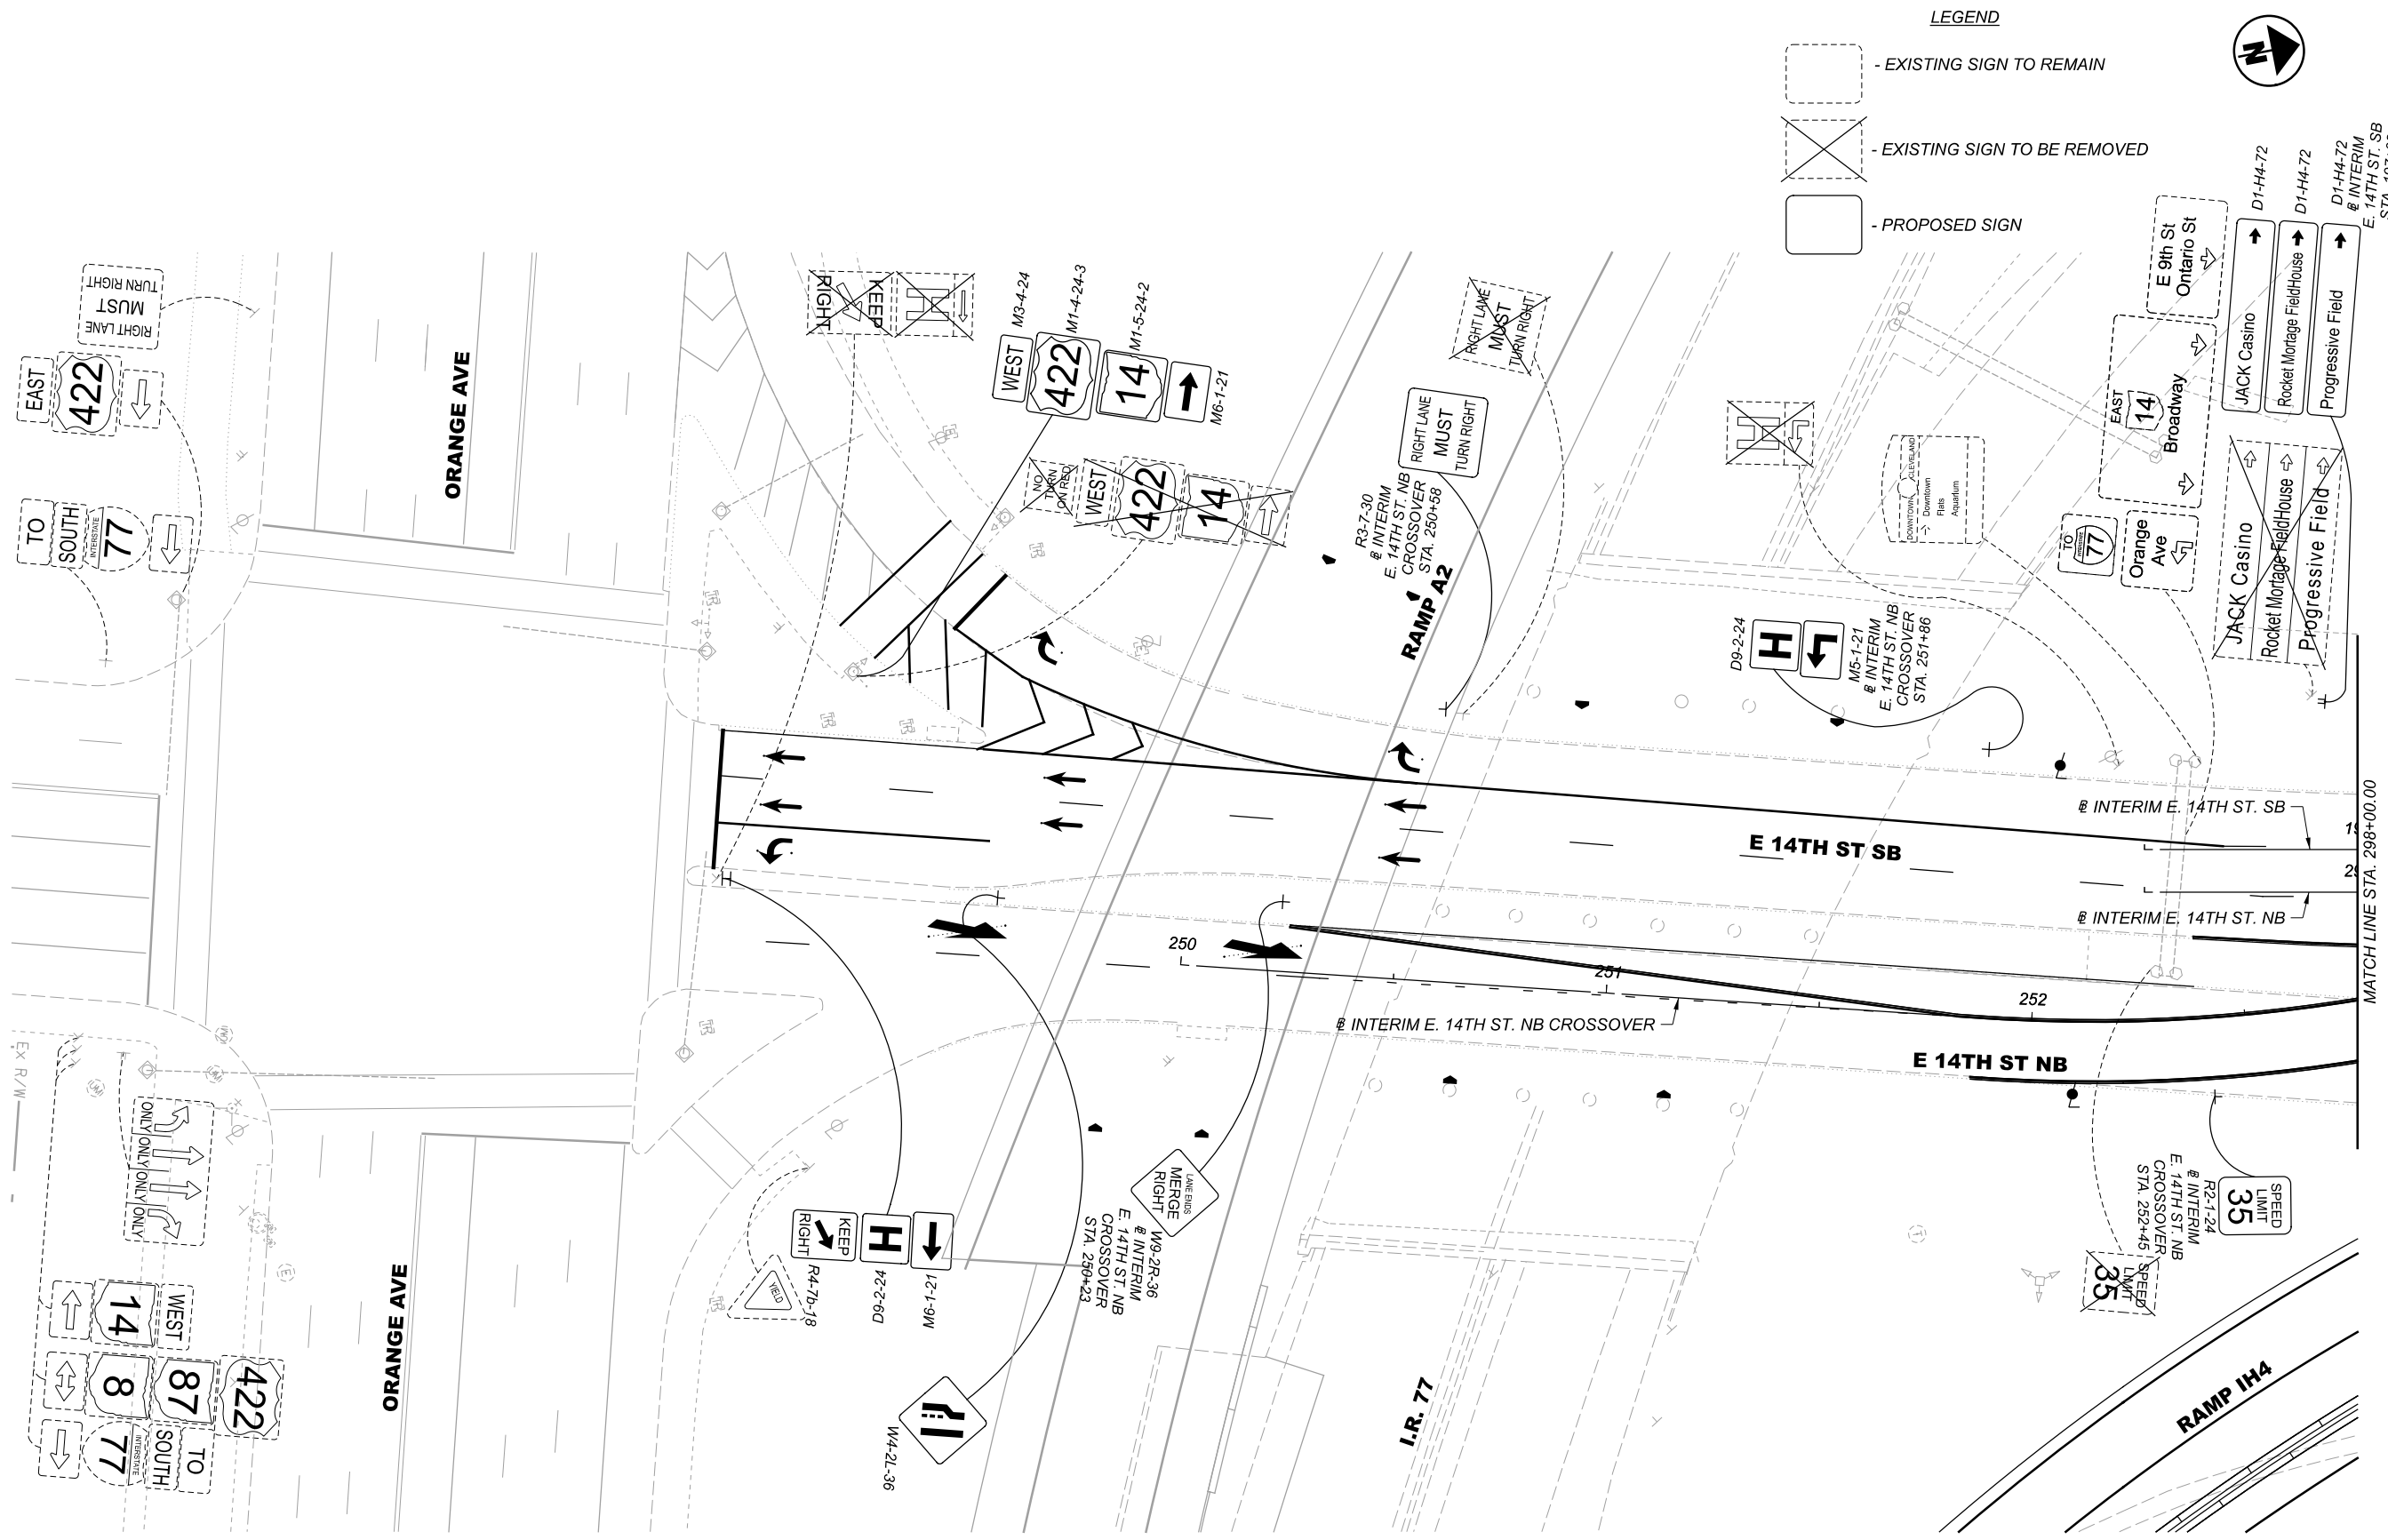 LEGEND
- EXISTING SIGN TO REMAIN
- EXISTING SIGN TO BE REMOVED
- PROPOSED SIGN
N
RIGHT LANE
MUST
TURN RIGHT
EAST
422
TO
SOUTH
INTERSTATE
77
ORANGE AVE
KEEP
RIGHT
H
M3-4-24
M1-4-24-3
M1-5-24-2
M6-1-21
WEST
422
14
NO
TURN
ON RED
WEST
422
14
RIGHT LANE
MUST
TURN RIGHT
RIGHT LANE
MUST
TURN RIGHT
R3-7-30
℄ INTERIM
E. 14TH ST. NB
CROSSOVER
STA. 250+58
RAMP A2
H
D9-2-24
H
M5-1-21
℄ INTERIM
E. 14TH ST. NB
CROSSOVER
STA. 251+86
DOWNTOWN CLEVELAND
Downtown
Flats
Aquarium
E 9th St
Ontario St
EAST
14
Broadway
TO
77
Orange
Ave
D1-H4-72
D1-H4-72
D1-H4-72
℄ INTERIM
E. 14TH ST. SB
JACK Casino
Rocket Mortage FieldHouse
Progressive Field
JACK Casino
Rocket Mortage FieldHouse
Progressive Field
℄ INTERIM E. 14TH ST. SB
E 14TH ST SB
℄ INTERIM E. 14TH ST. NB
MATCH LINE STA. 298+00.00
250
251
252
℄ INTERIM E. 14TH ST. NB CROSSOVER
E 14TH ST NB
Ex R/W
ONLY ONLY ONLY ONLY
WEST
14
87
8
422
TO
SOUTH
INTERSTATE
77
ORANGE AVE
YIELD
KEEP
RIGHT
H
R4-7b-18
D9-2-24
M6-1-21
LANE ENDS
MERGE
RIGHT
W9-2R-36
℄ INTERIM
E. 14TH ST. NB
CROSSOVER
STA. 250+23
W4-2L-36
I.R. 77
SPEED
LIMIT
35
R2-1-24
℄ INTERIM
E. 14TH ST. NB
CROSSOVER
STA. 252+45
SPEED
LIMIT
35
RAMP IH4